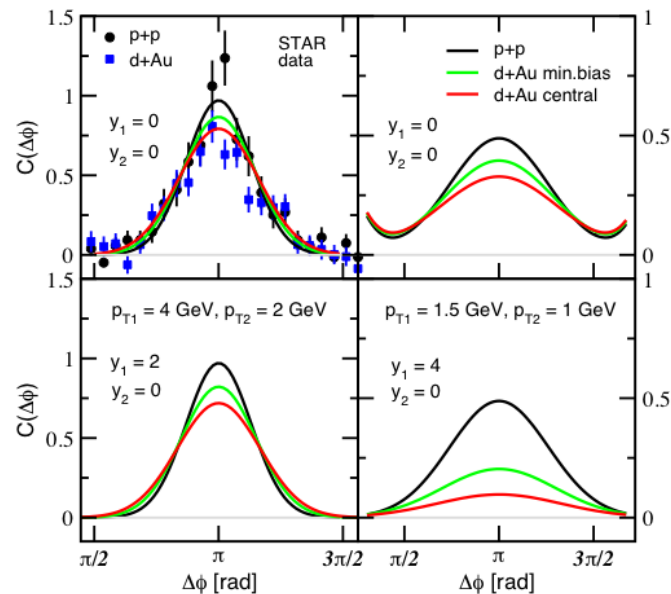 1.5
1
0.5
0
C(Δϕ)
p+p
d+Au
STAR
data
y1 = 0
y2 = 0
p+p
d+Au min.bias
d+Au central
y1 = 0
y2 = 0
1
0.5
0
1.5
1
0.5
0
C(Δϕ)
pT1 = 4 GeV, pT2 = 2 GeV
y1 = 2
y2 = 0
pT1 = 1.5 GeV, pT2 = 1 GeV
y1 = 4
y2 = 0
1
0.5
0
π/2
π
3π/2
π/2
π
3π/2
Δϕ [rad]
Δϕ [rad]